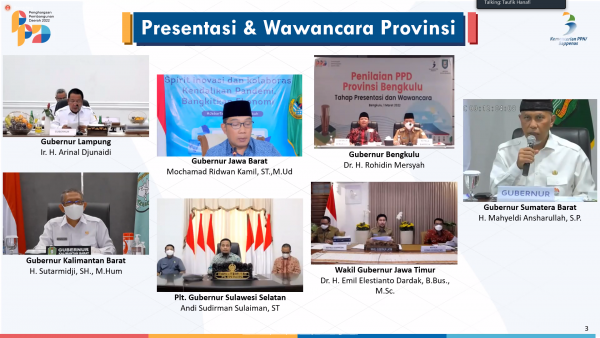 Talking: Taufik Hanafi
Penghargaan
Pembangunan
Daerah 2022
PPD
Presentasi & Wawancara Provinsi
Kementerian PPN/
Bappenas
Gubernur Lampung
Ir. H. Arinal Djunaidi
Spirit Inovasi dan Kolaborasi
Kendalikan Pandemi,
Bangkitkan Ekonomi
Gubernur Jawa Barat
Mochamad Ridwan Kamil, ST.,M.Ud
Penilaian PPD
Provinsi Bengkulu
Tahap Presentasi dan Wawancara
Bengkulu, Maret 2022
Gubernur Bengkulu
Dr. H. Rohidin Mersyah
GUBERNUR
Gubernur Sumatera Barat
H. Mahyeldi Ansharullah, S.P.
GUBERNUR
Gubernur Kalimantan Barat
H. Sutarmidji, SH., M.Hum
Plt. Gubernur Sulawesi Selatan
Andi Sudirman Sulaiman, ST
Wakil Gubernur Jawa Timur
Dr. H. Emil Elestianto Dardak, B.Bus.,
M.Sc.
3